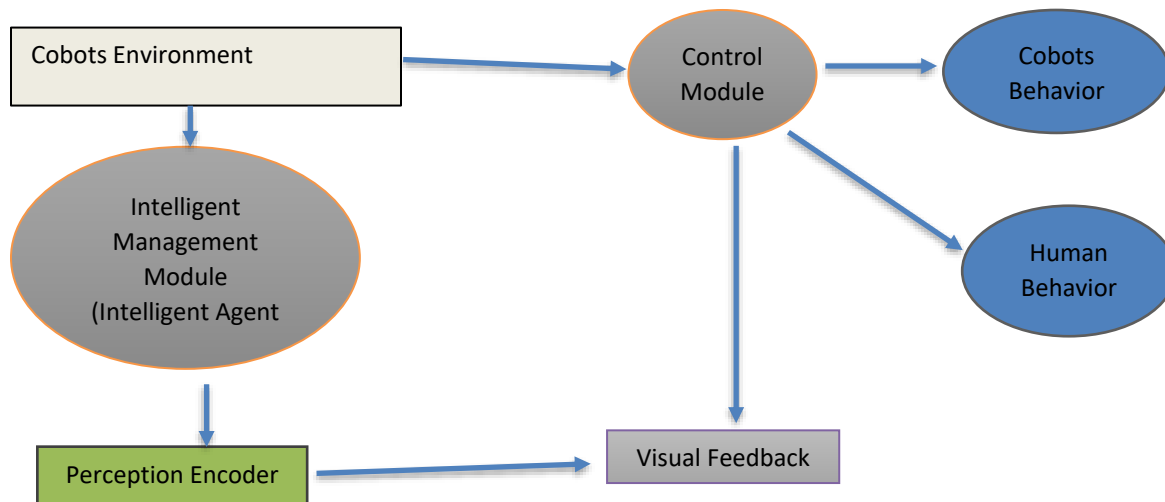 Cobots Environment
Control
Module
Cobots
Behavior
Intelligent
Management
Module
(Intelligent Agent
Human
Behavior
Perception Encoder
Visual Feedback